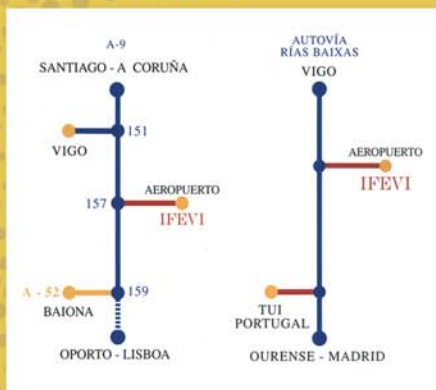 A-9
SANTIAGO - A CORUÑA
151
VIGO
AEROPUERTO
157
IFEVI
A - 52
159
BAIONA
OPORTO - LISBOA
AUTOVÍA
RÍAS BAIXAS
VIGO
AEROPUERTO
IFEVI
TUI
PORTUGAL
OURENSE - MADRID